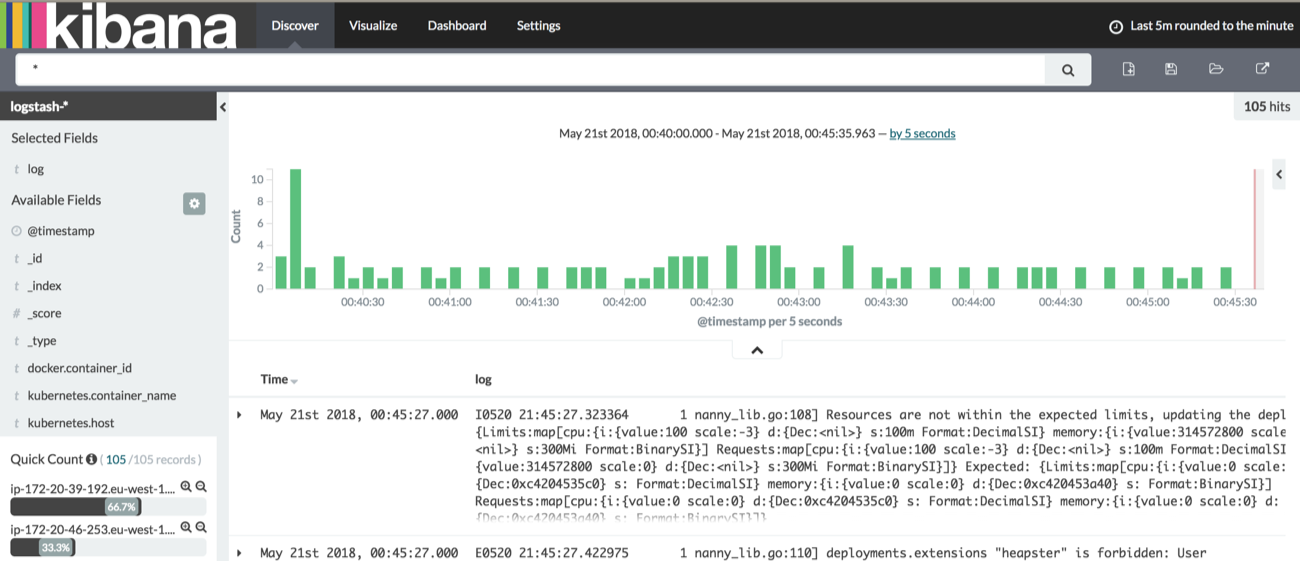 kibana Discover Visualize Dashboard Settings Last 5m rounded to the minute
*
logstash-*
105 hits
Selected Fields
May 21st 2018, 00:40:00.000 - May 21st 2018, 00:45:35.963 — by 5 seconds
t log
Available Fields
@timestamp
t _id
t _index
# _score
t _type
t docker.container_id
t kubernetes.container_name
t kubernetes.host
Quick Count ( 105 /105 records )
ip-172-20-39-192.eu-west-1....
66.7%
ip-172-20-46-253.eu-west-1....
33.3%
Count
10
8
6
4
2
0
00:40:30 00:41:00 00:41:30 00:42:00 00:42:30 00:43:00 00:43:30 00:44:00 00:44:30 00:45:00 00:45:30
@timestamp per 5 seconds
Time log
May 21st 2018, 00:45:27.000 I0520 21:45:27.323364 1 nanny_lib.go:108] Resources are not within the expected limits, updating the depl
{Limits:map[cpu:{i:{value:100 scale:-3} d:{Dec:<nil>} s:100m Format:DecimalSI} memory:{i:{value:314572800 scale
<nil>} s:300Mi Format:BinarySI}] Requests:map[cpu:{i:{value:100 scale:-3} d:{Dec:<nil>} s:100m Format:DecimalSI
{value:314572800 scale:0} d:{Dec:<nil>} s:300Mi Format:BinarySI}]} Expected: {Limits:map[cpu:{i:{value:0 scale:
{Dec:0xc4204535c0} s: Format:DecimalSI} memory:{i:{value:0 scale:0} d:{Dec:0xc420453a40} s: Format:BinarySI}]
Requests:map[cpu:{i:{value:0 scale:0} d:{Dec:0xc4204535c0} s: Format:DecimalSI} memory:{i:{value:0 scale:0} d:
{Dec:0xc420453a40} s: Format:BinarySI}]}
May 21st 2018, 00:45:27.000 E0520 21:45:27.422975 1 nanny_lib.go:110] deployments.extensions "heapster" is forbidden: User